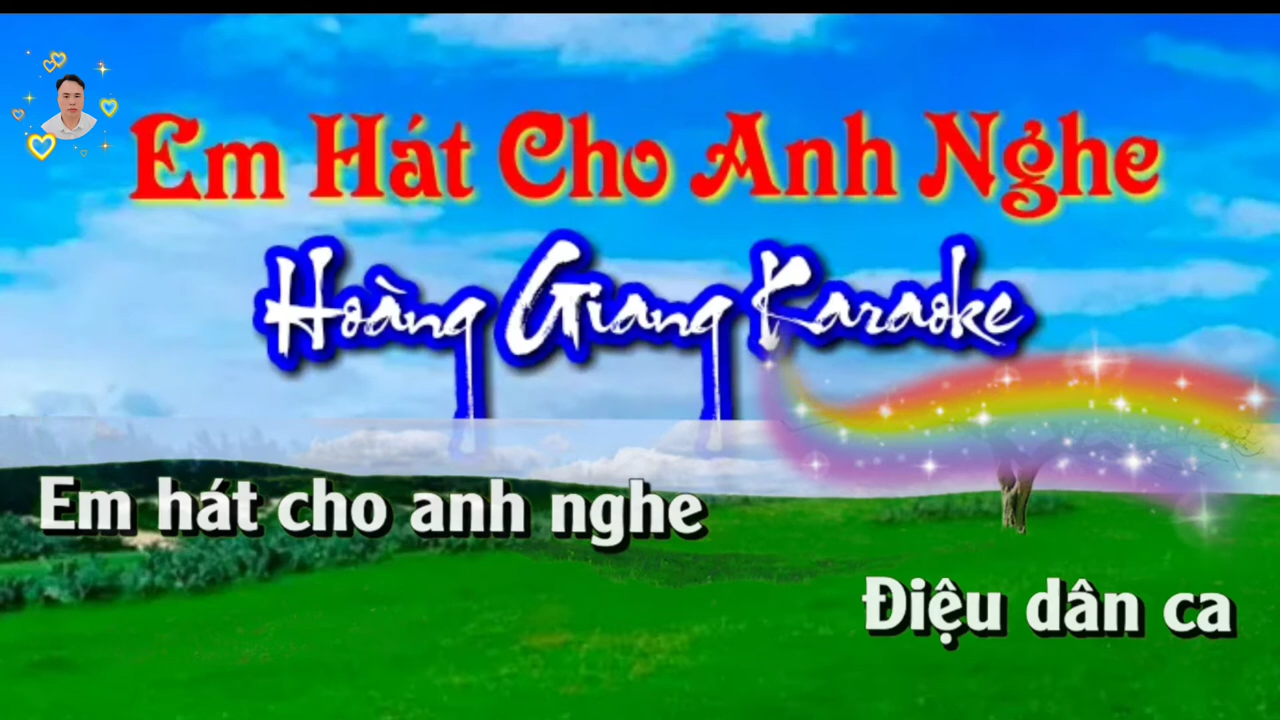 Em Hát Cho Anh Nghe
Hoàng Giang Karaoke
Em hát cho anh nghe
Điệu dân ca